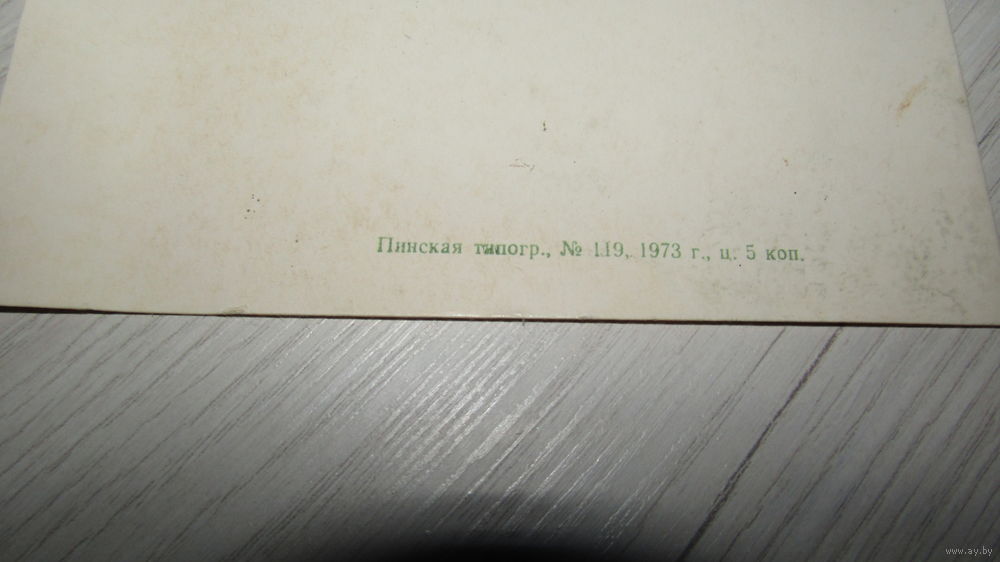 Пинская типогр., № 119, 1973 г., ц. 5 коп.
www.ay.by